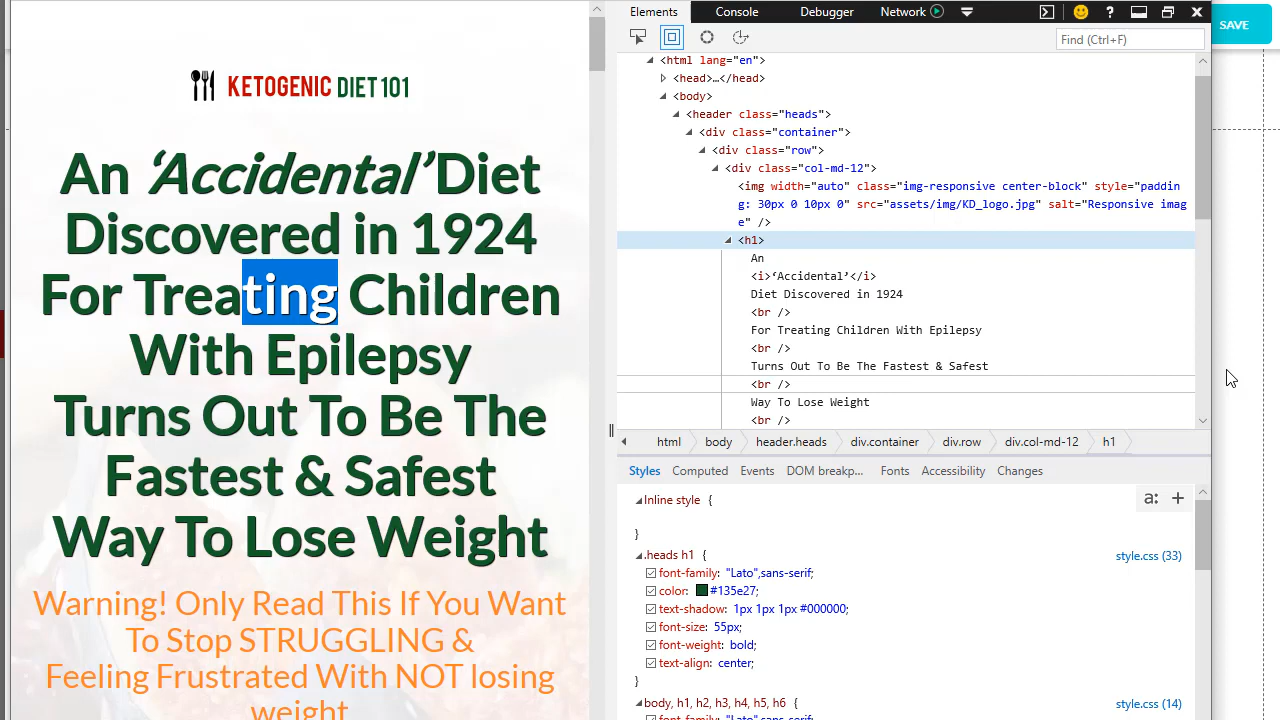 KETOGENIC DIET 101
An ‘Accidental’ Diet
Discovered in 1924
For Treating Children
With Epilepsy
Turns Out To Be The
Fastest & Safest
Way To Lose Weight
Warning! Only Read This If You Want
To Stop STRUGGLING &
Feeling Frustrated With NOT losing
weight
Elements Console Debugger Network
?
Find (Ctrl+F)
SAVE
<html lang="en">
<head>…</head>
<body>
<header class="heads">
<div class="container">
<div class="row">
<div class="col-md-12">
<img width="auto" class="img-responsive center-block" style="paddin
g: 30px 0 10px 0" src="assets/img/KD_logo.jpg" salt="Responsive imag
e" />
<h1>
An
<i>‘Accidental’</i>
Diet Discovered in 1924
<br />
For Treating Children With Epilepsy
<br />
Turns Out To Be The Fastest & Safest
<br />
Way To Lose Weight
<br />
html body header.heads div.container div.row div.col-md-12 h1
Styles Computed Events DOM breakp... Fonts Accessibility Changes
Inline style {
a: +
}
.heads h1 { style.css (33)
font-family: "Lato",sans-serif;
color: #135e27;
text-shadow: 1px 1px 1px #000000;
font-size: 55px;
font-weight: bold;
text-align: center;
}
body, h1, h2, h3, h4, h5, h6 { style.css (14)
font-family: "Lato",sans-serif;